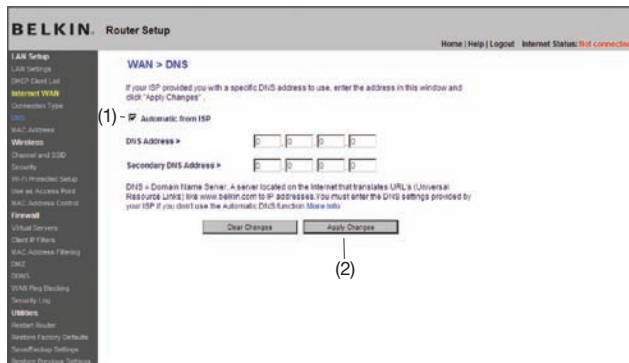 BELKIN. Router Setup
Home | Help | Logout Internet Status: Not connection
LAN Setup
LAN Settings
DHCP Client List
Internet WAN
Connection Type
DNS
MAC Address
Wireless
Channel and SSID
Security
Wi-Fi Protected Setup
Use as Access Point
MAC Address Control
Firewall
Virtual Servers
Client IP Filters
MAC Address Filtering
DMZ
DDNS
WAN Ping Blocking
Security Log
Utilities
Restart Router
Restore Factory Defaults
Save/Backup Settings
Restore Previous Settings
WAN > DNS
If your ISP provided you with a specific DNS address to use, enter the address in this window and
click "Apply Changes" .
(1) Automatic from ISP
DNS Address > 0 . 0 . 0 . 0
Secondary DNS Address > 0 . 0 . 0 . 0
DNS = Domain Name Server. A server located on the Internet that translates URL's (Universal
Resource Links) like www.belkin.com to IP addresses.You must enter the DNS settings provided by
your ISP if you don't use the Automatic DNS function More Info
Clear Changes Apply Changes
(2)